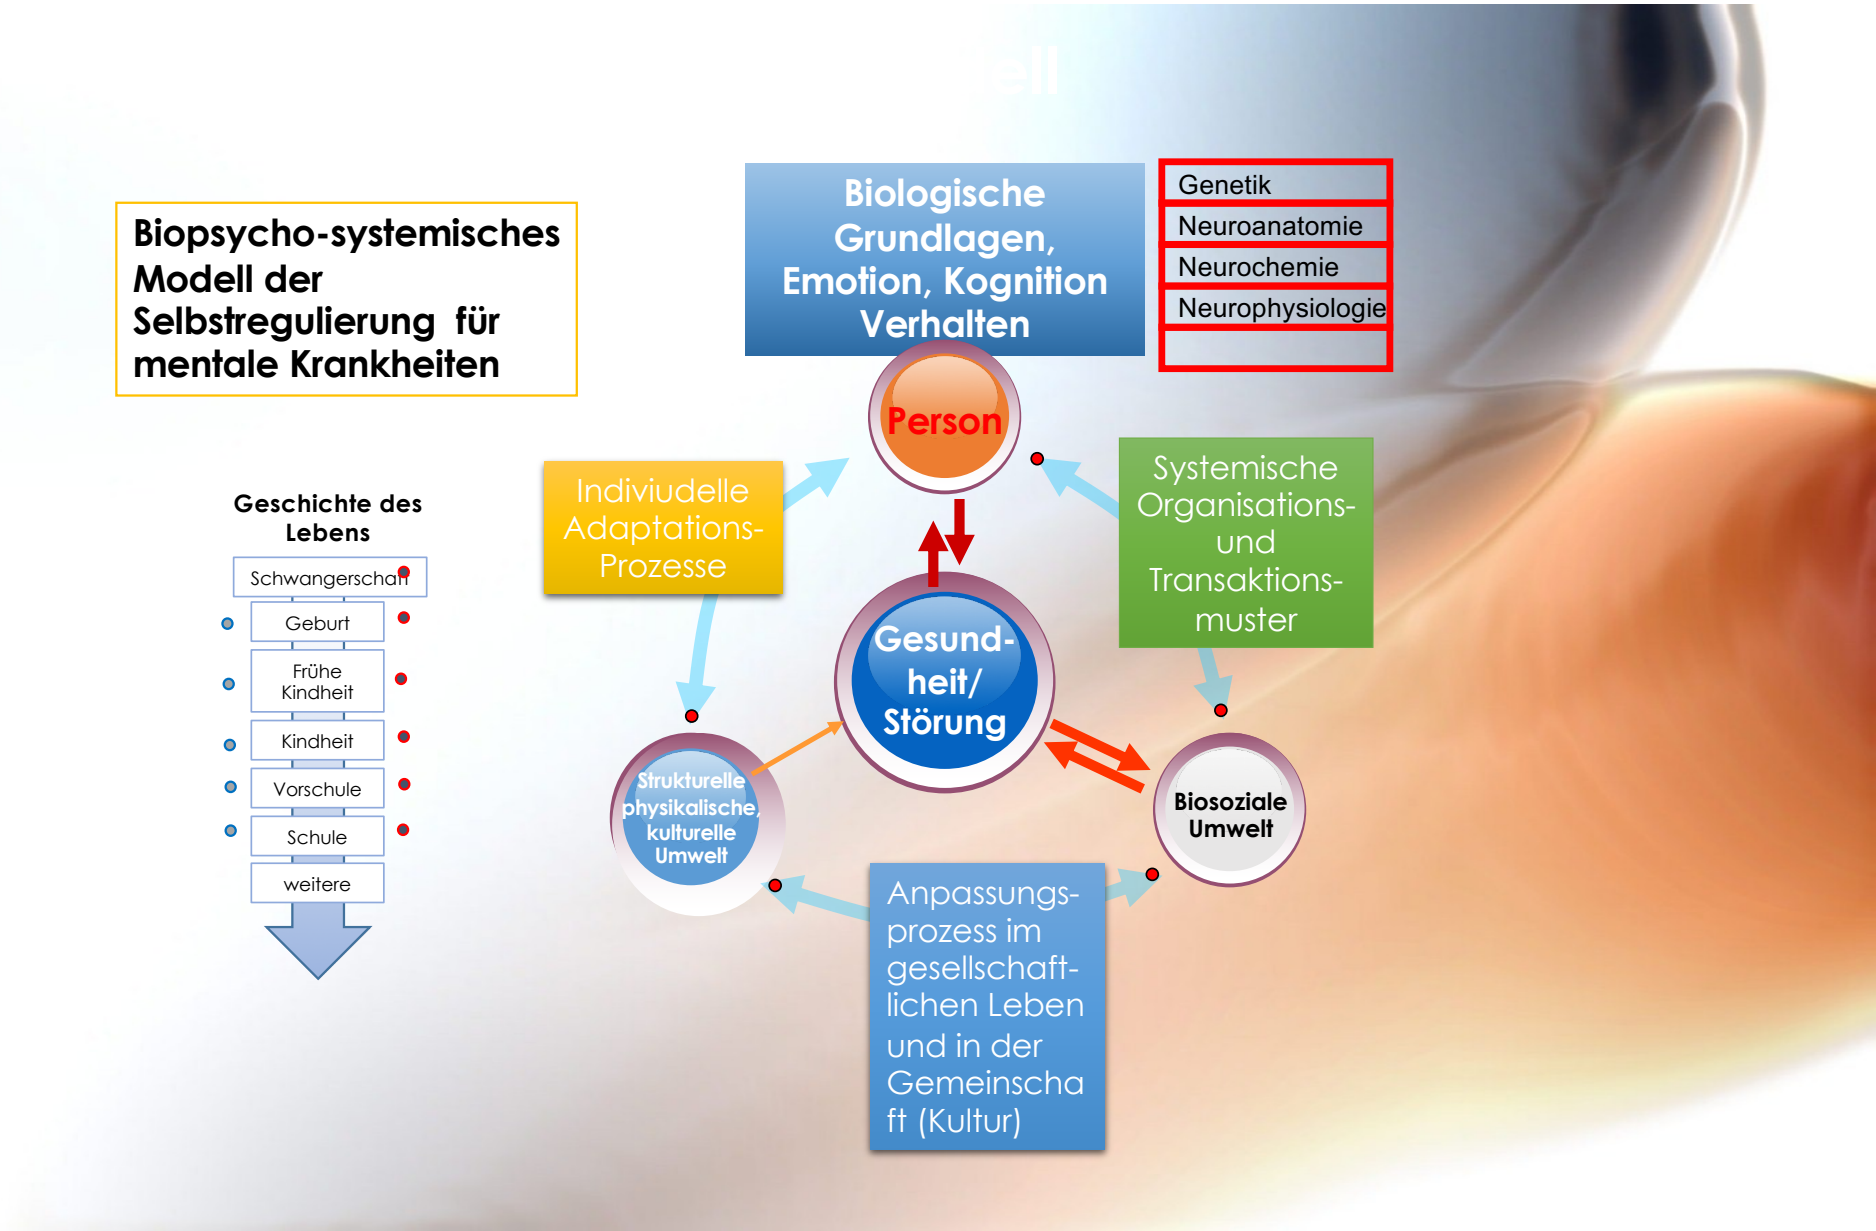 ell
Biopsycho-systemisches
Modell der
Selbstregulierung für
mentale Krankheiten
Biologische
Grundlagen,
Emotion, Kognition
Verhalten
Genetik
Neuroanatomie
Neurochemie
Neurophysiologie
Person
Indiviudelle
Adaptations-
Prozesse
Systemische
Organisations-
und
Transaktions-
muster
Geschichte des
Lebens
Schwangerschaft
Geburt
Frühe
Kindheit
Kindheit
Vorschule
Schule
weitere
Gesund-
heit/
Störung
Strukturelle
physikalische,
kulturelle
Umwelt
Biosoziale
Umwelt
Anpassungs-
prozess im
gesellschaft-
lichen Leben
und in der
Gemeinscha
ft (Kultur)